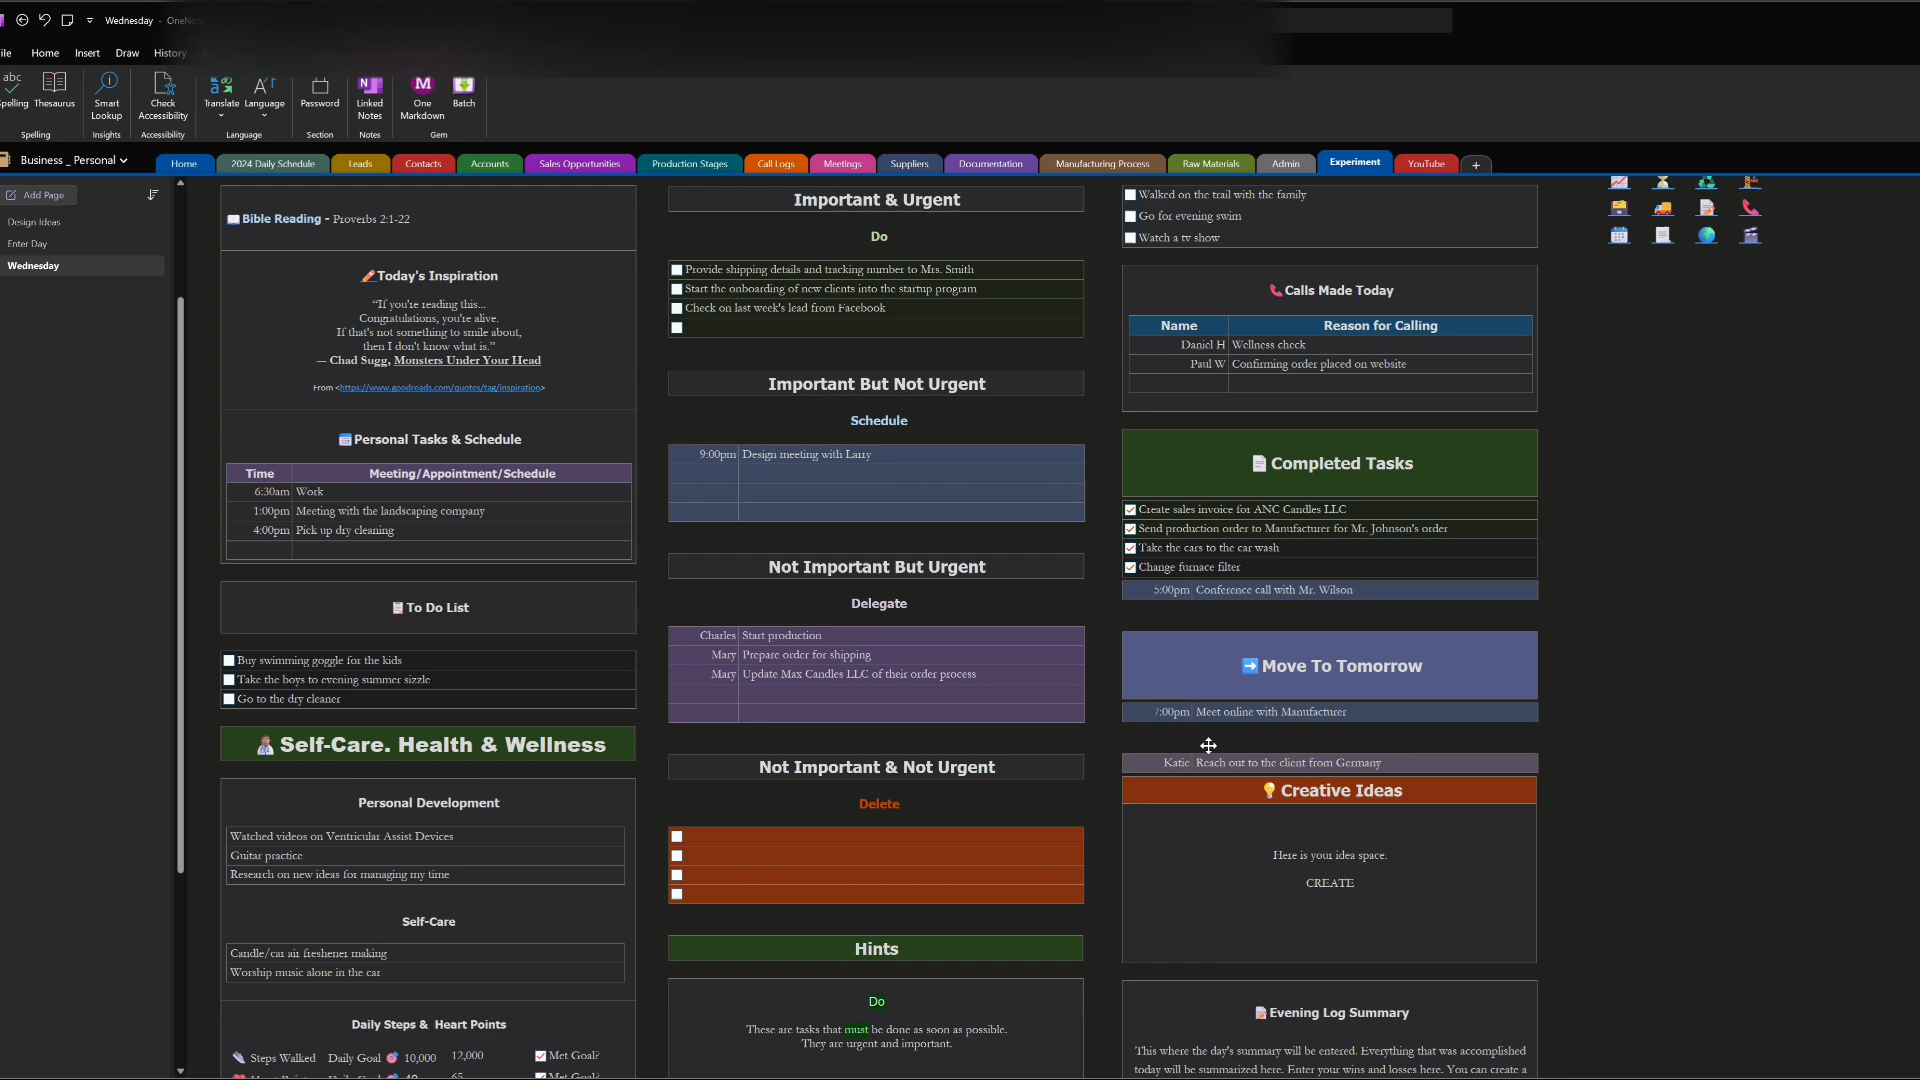 Wednesday - OneNote
Home Insert Draw History
Thesaurus
Smart Lookup
Check Accessibility
Translate Language
Password
Linked Notes
One Markdown
Batch
Spelling Insights Accessibility Language Section Notes Gem
Business _ Personal
Home 2024 Daily Schedule Leads Contacts Accounts Sales Opportunities Production Stages Call Logs Meetings Suppliers Documentation Manufacturing Process Raw Materials Admin Experiment YouTube +
Add Page
Design Ideas
Enter Day
Wednesday
Bible Reading - Proverbs 2:1-22
Today's Inspiration
“If you're reading this...
Congratulations, you're alive.
If that's not something to smile about,
then I don't know what is.”
— Chad Sugg, Monsters Under Your Head
From <https://www.goodreads.com/quotes/tag/inspiration>
Personal Tasks & Schedule
Time Meeting/Appointment/Schedule
6:30am Work
1:00pm Meeting with the landscaping company
4:00pm Pick up dry cleaning
To Do List
Buy swimming goggle for the kids
Take the boys to evening summer sizzle
Go to the dry cleaner
Self-Care. Health & Wellness
Personal Development
Watched videos on Ventricular Assist Devices
Guitar practice
Research on new ideas for managing my time
Self-Care
Candle/car air freshener making
Worship music alone in the car
Daily Steps & Heart Points
Steps Walked Daily Goal 10,000 12,000 Met Goal?
Important & Urgent
Do
Provide shipping details and tracking number to Mrs. Smith
Start the onboarding of new clients into the startup program
Check on last week's lead from Facebook
Important But Not Urgent
Schedule
9:00pm Design meeting with Larry
Not Important But Urgent
Delegate
Charles Start production
Mary Prepare order for shipping
Mary Update Max Candles LLC of their order process
Not Important & Not Urgent
Delete
Hints
Do
These are tasks that must be done as soon as possible.
They are urgent and important.
Walked on the trail with the family
Go for evening swim
Watch a tv show
Calls Made Today
Name Reason for Calling
Daniel H Wellness check
Paul W Confirming order placed on website
Completed Tasks
Create sales invoice for ANC Candles LLC
Send production order to Manufacturer for Mr. Johnson's order
Take the cars to the car wash
Change furnace filter
5:00pm Conference call with Mr. Wilson
Move To Tomorrow
7:00pm Meet online with Manufacturer
Katie Reach out to the client from Germany
Creative Ideas
Here is your idea space.
CREATE
Evening Log Summary
This where the day's summary will be entered. Everything that was accomplished
today will be summarized here. Enter your wins and losses here. You can create a